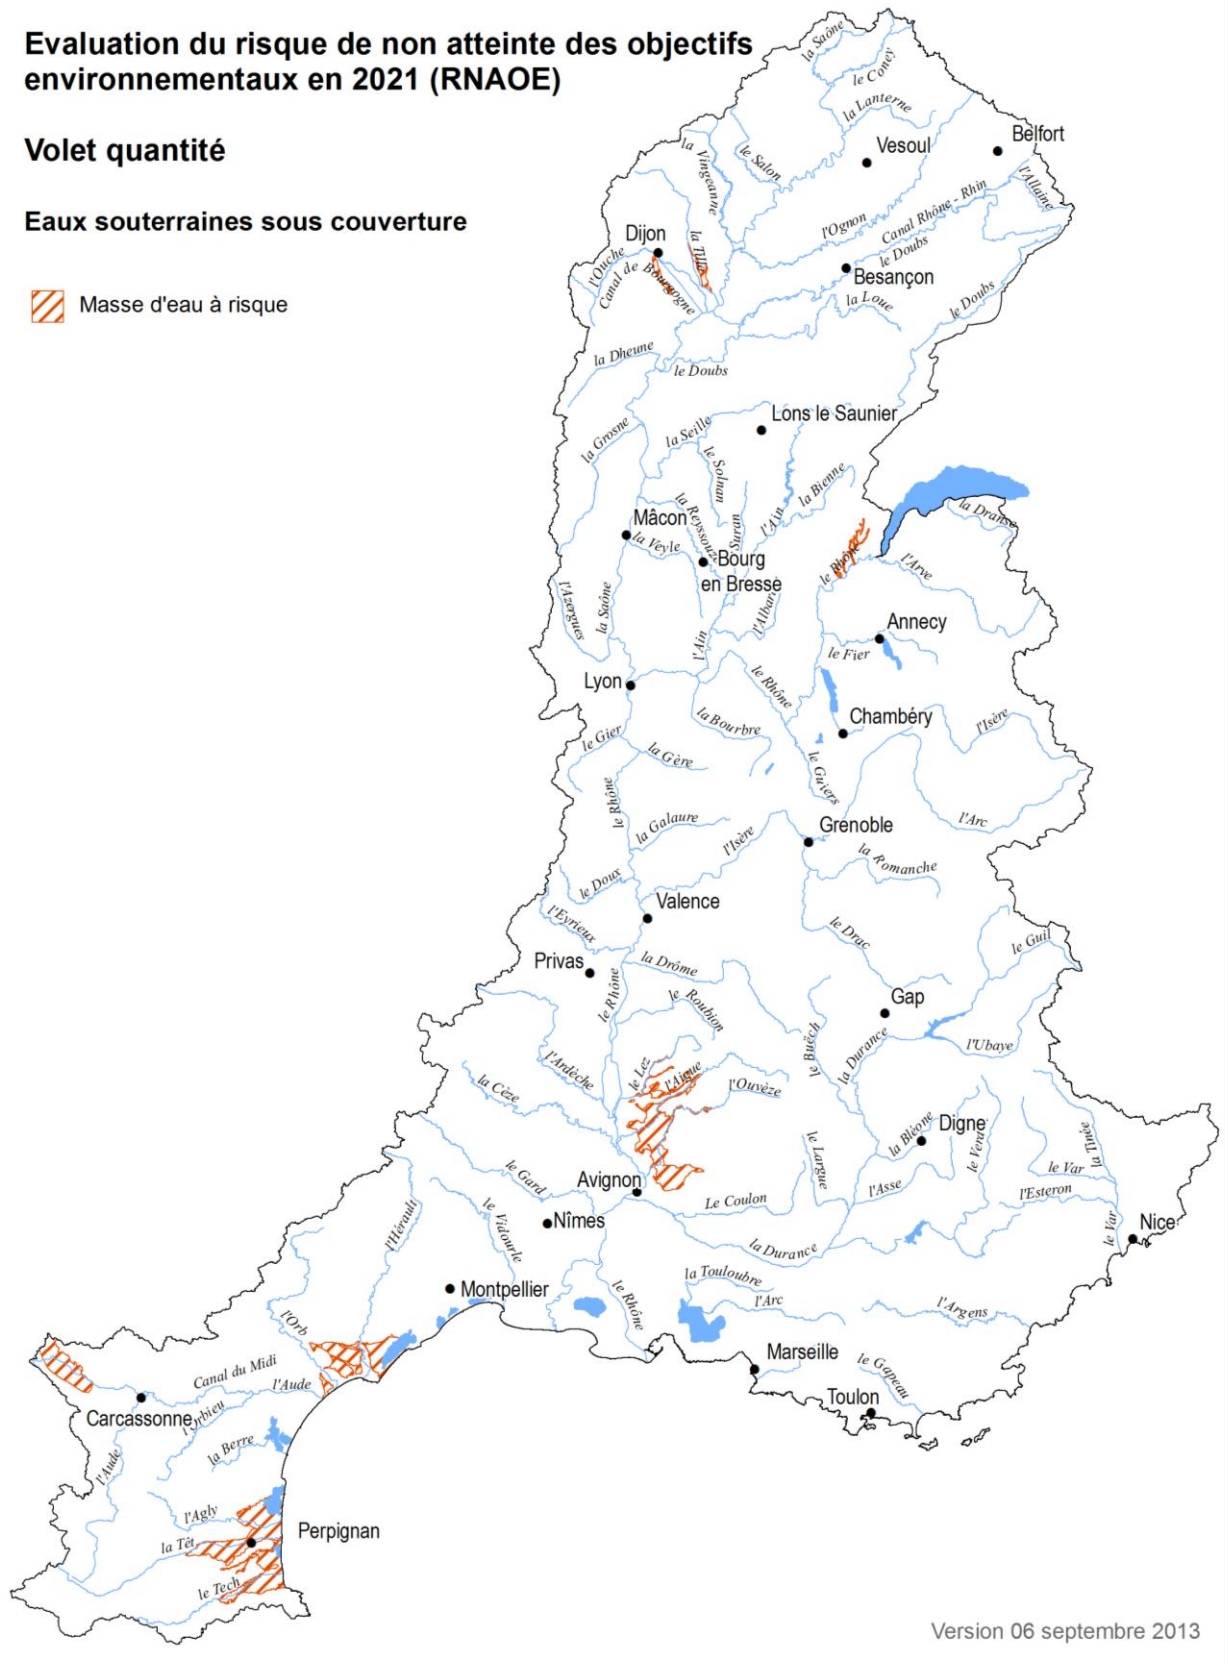 Evaluation du risque de non atteinte des objectifs
environnementaux en 2021 (RNAOE)
Volet quantité
Eaux souterraines sous couverture
Masse d'eau à risque
la Saône
le Coney
la Lanterne
Belfort
Vesoul
la Vingeanne
le Salon
l'Allaine
Canal Rhône - Rhin
l'Ognon
Dijon
la Tille
le Doubs
l'Ouche
Canal de Bourgogne
Besançon
la Loue
le Doubs
la Dheune
le Doubs
Lons le Saunier
la Grosne
la Seille
le Solnan
la Bienne
la Reyssouze
Suran
l'Ain
la Dranse
Mâcon
la Veyle
Bourg
en Bresse
le Rhône
l'Arve
l'Azergues
la Saône
l'Albari
Annecy
l'Ain
le Fier
Lyon
le Rhône
Chambéry
la Bourbre
l'Isère
le Gier
la Gère
le Guiers
le Rhône
la Galaure
l'Isère
Grenoble
l'Arc
la Romanche
le Doux
Valence
l'Eyrieux
le Drac
le Guil
Privas
la Drôme
le Rhône
le Roubion
Gap
le Buëch
la Durance
l'Ubaye
l'Ardèche
le Lez
l'Aigue
l'Ouvèze
la Cèze
la Bléone
Digne
le Verd
la Tinée
le Largue
le Gard
Avignon
Le Coulon
l'Asse
le Var
l'Esteron
l'Hérault
le Vidourle
Nîmes
la Durance
le Var
Nice
Montpellier
le Rhône
la Touloubre
l'Arc
l'Argens
l'Orb
Marseille
le Gapeau
Canal du Midi
l'Aude
Toulon
Carcassonne
l'Orbieu
la Berre
l'Aude
l'Agly
la Têt
Perpignan
le Tech
Version 06 septembre 2013